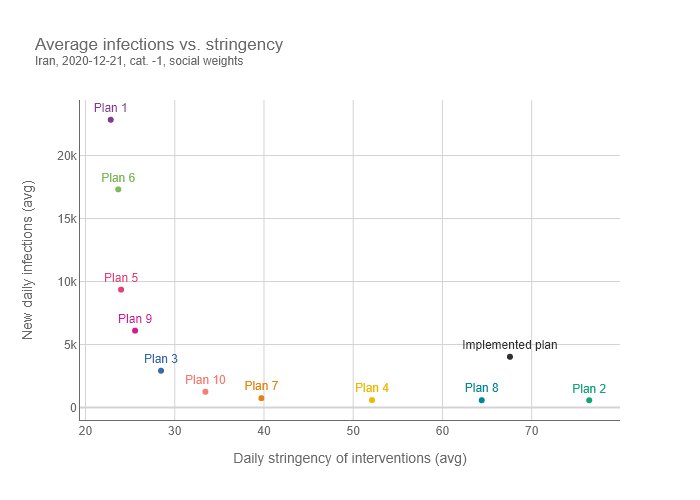 Average infections vs. stringency
Iran, 2020-12-21, cat. -1, social weights
New daily infections (avg)
Plan 1
20k
Plan 6
15k
10k
Plan 5
Plan 9
5k
Implemented plan
Plan 3
Plan 10
Plan 7
Plan 4
Plan 8
Plan 2
0
20
30
40
50
60
70
Daily stringency of interventions (avg)